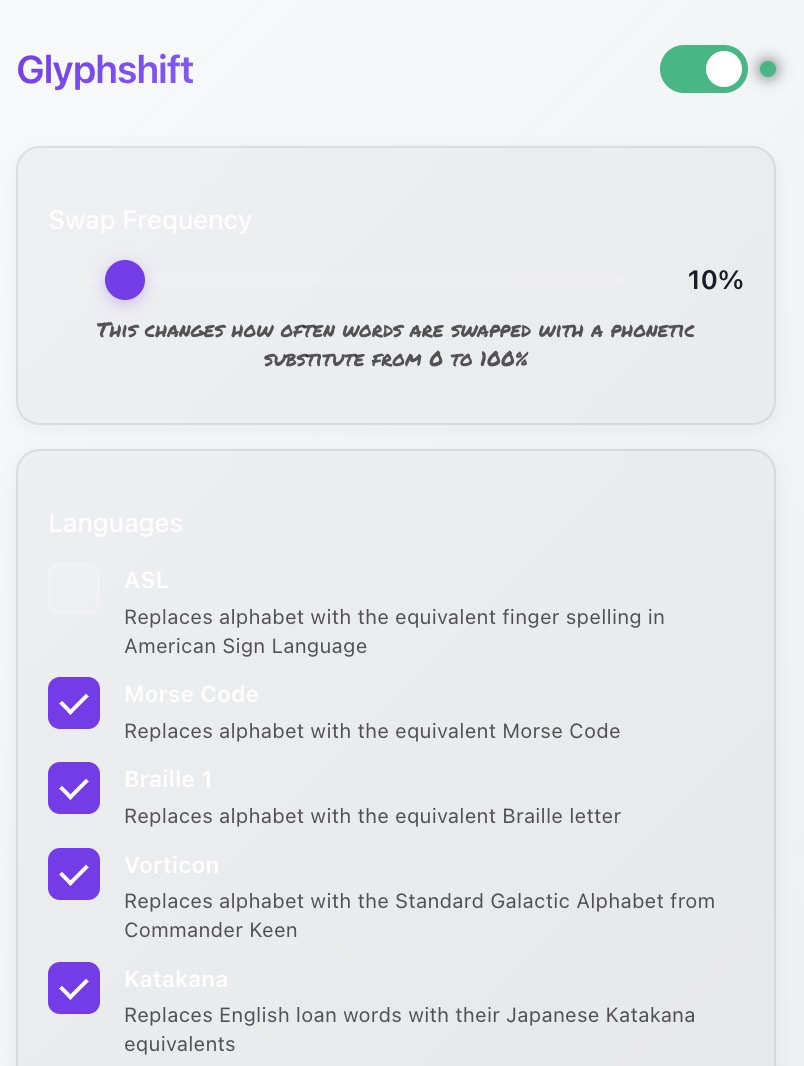 Glyphshift
Swap Frequency
10%
This changes how often words are swapped with a phonetic
substitute from 0 to 100%
Languages
ASL
Replaces alphabet with the equivalent finger spelling in
American Sign Language
Morse Code
Replaces alphabet with the equivalent Morse Code
Braille 1
Replaces alphabet with the equivalent Braille letter
Vorticon
Replaces alphabet with the Standard Galactic Alphabet from
Commander Keen
Katakana
Replaces English loan words with their Japanese Katakana
equivalents